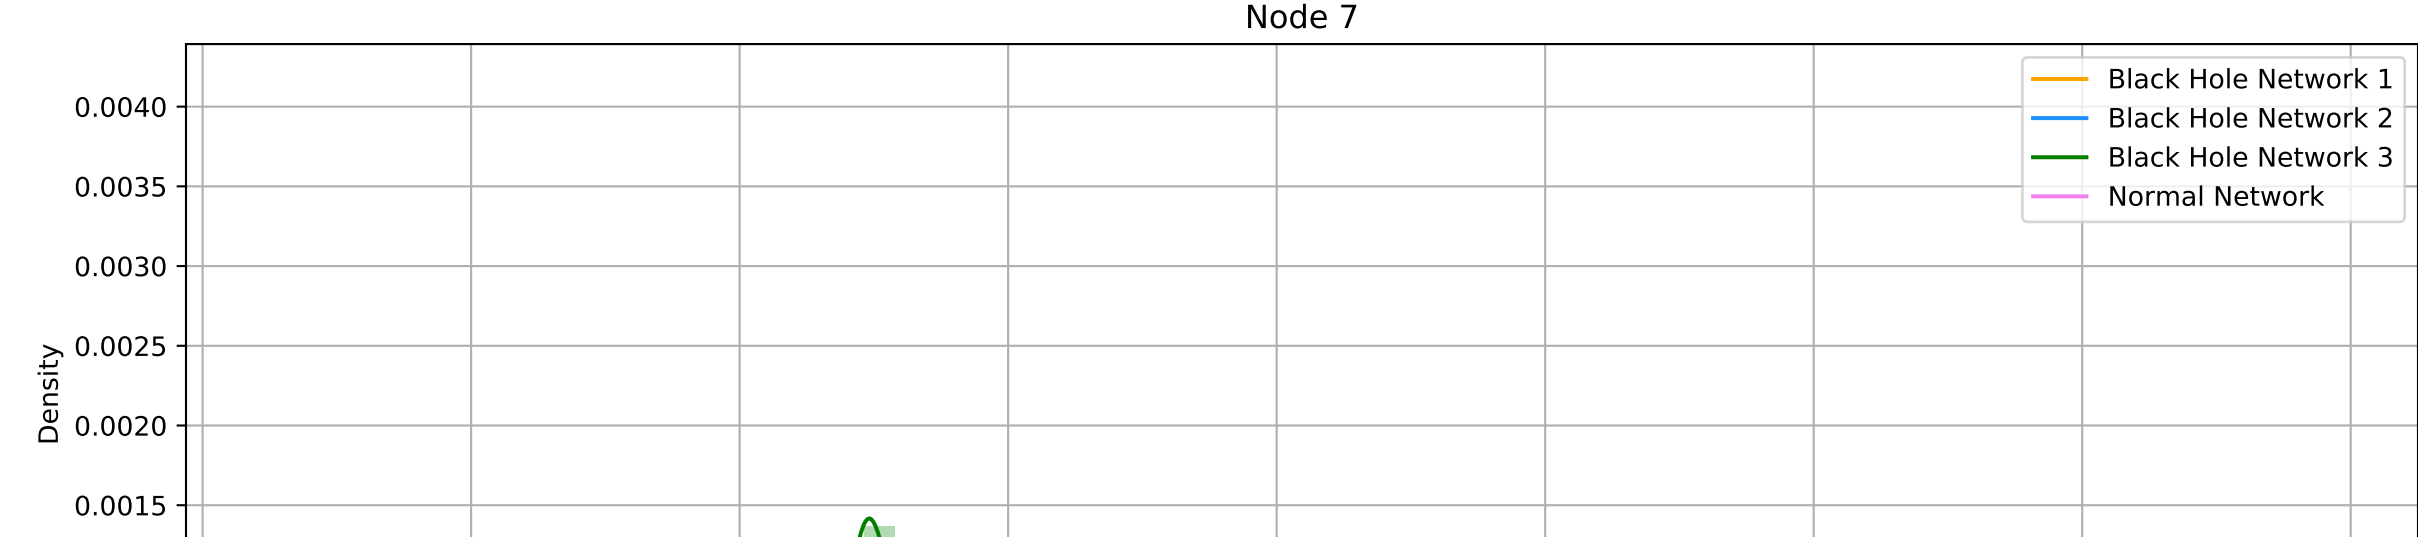 Node 7
Black Hole Network 1
Black Hole Network 2
Black Hole Network 3
Normal Network
0.0040
0.0035
0.0030
0.0025
0.0020
0.0015
Density